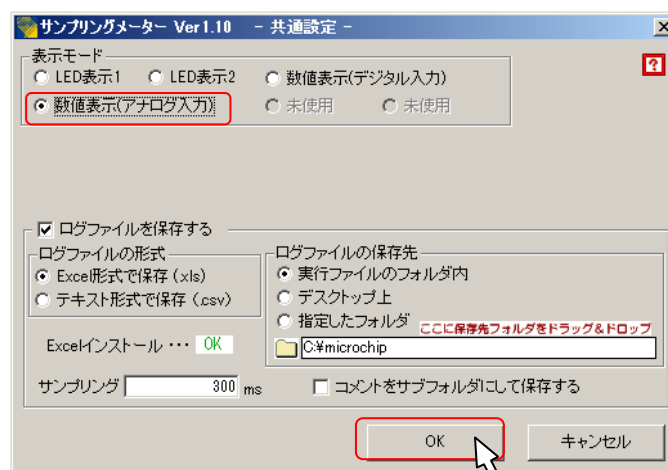 サンプリングメーター Ver1.10 － 共通設定 －
表示モード
LED表示1 LED表示2 数値表示(デジタル入力)
数値表示(アナログ入力) 未使用 未使用
?
ログファイルを保存する
ログファイルの形式
Excel形式で保存 (.xls)
テキスト形式で保存 (.csv)
Excelインストール ・・・ OK
ログファイルの保存先
実行ファイルのフォルダ内
デスクトップ上
指定したフォルダ ここに保存先フォルダをドラッグ&ドロップ
C:¥microchip
サンプリング 300 ms コメントをサブフォルダにして保存する
OK キャンセル